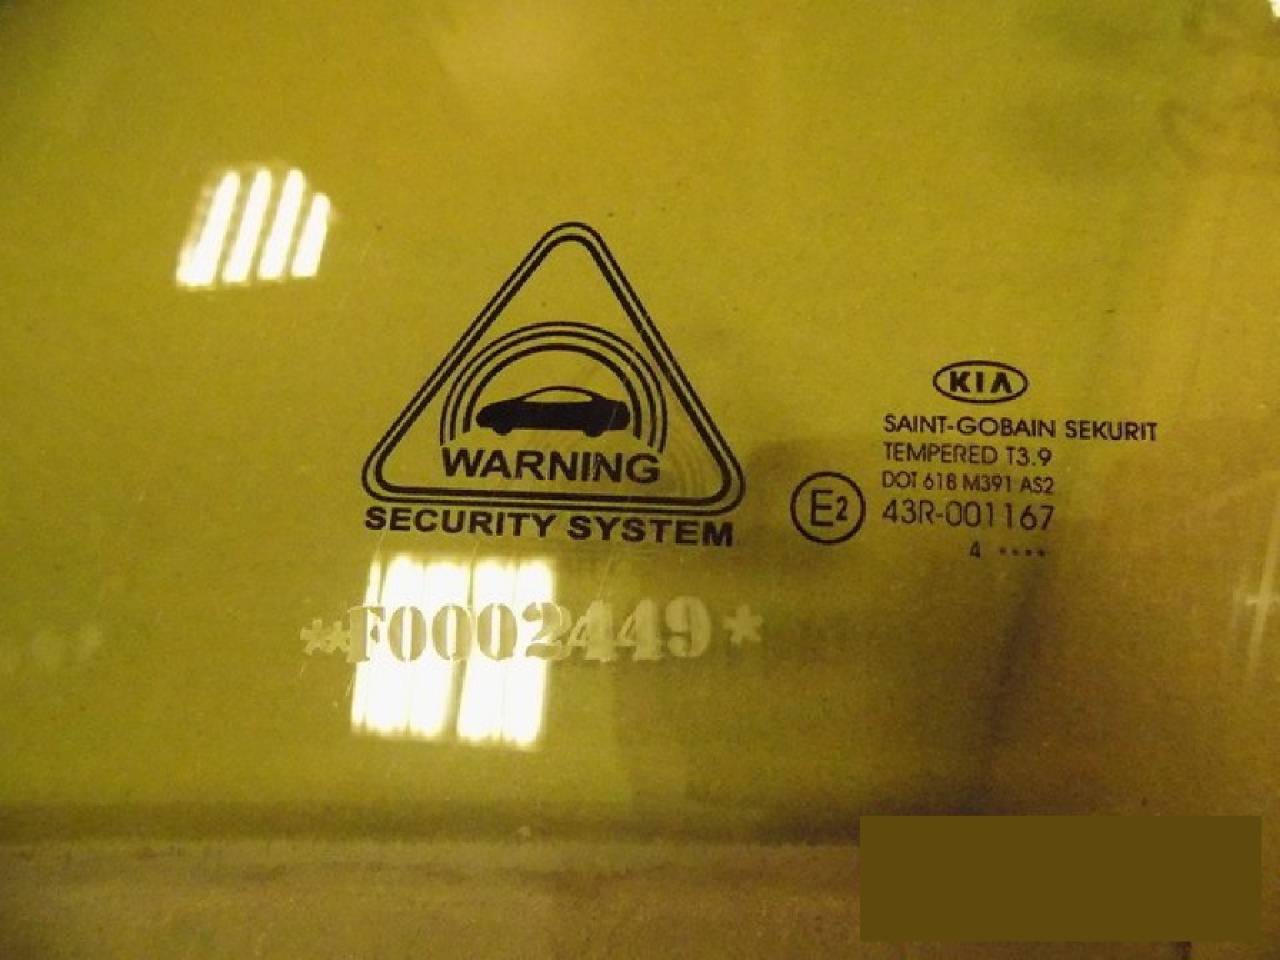 WARNING
SECURITY SYSTEM
**F0002449*
KIA
SAINT-GOBAIN SEKURIT
TEMPERED T3.9
DOT 618 M391 AS2
E2
43R-001167
4 ••••